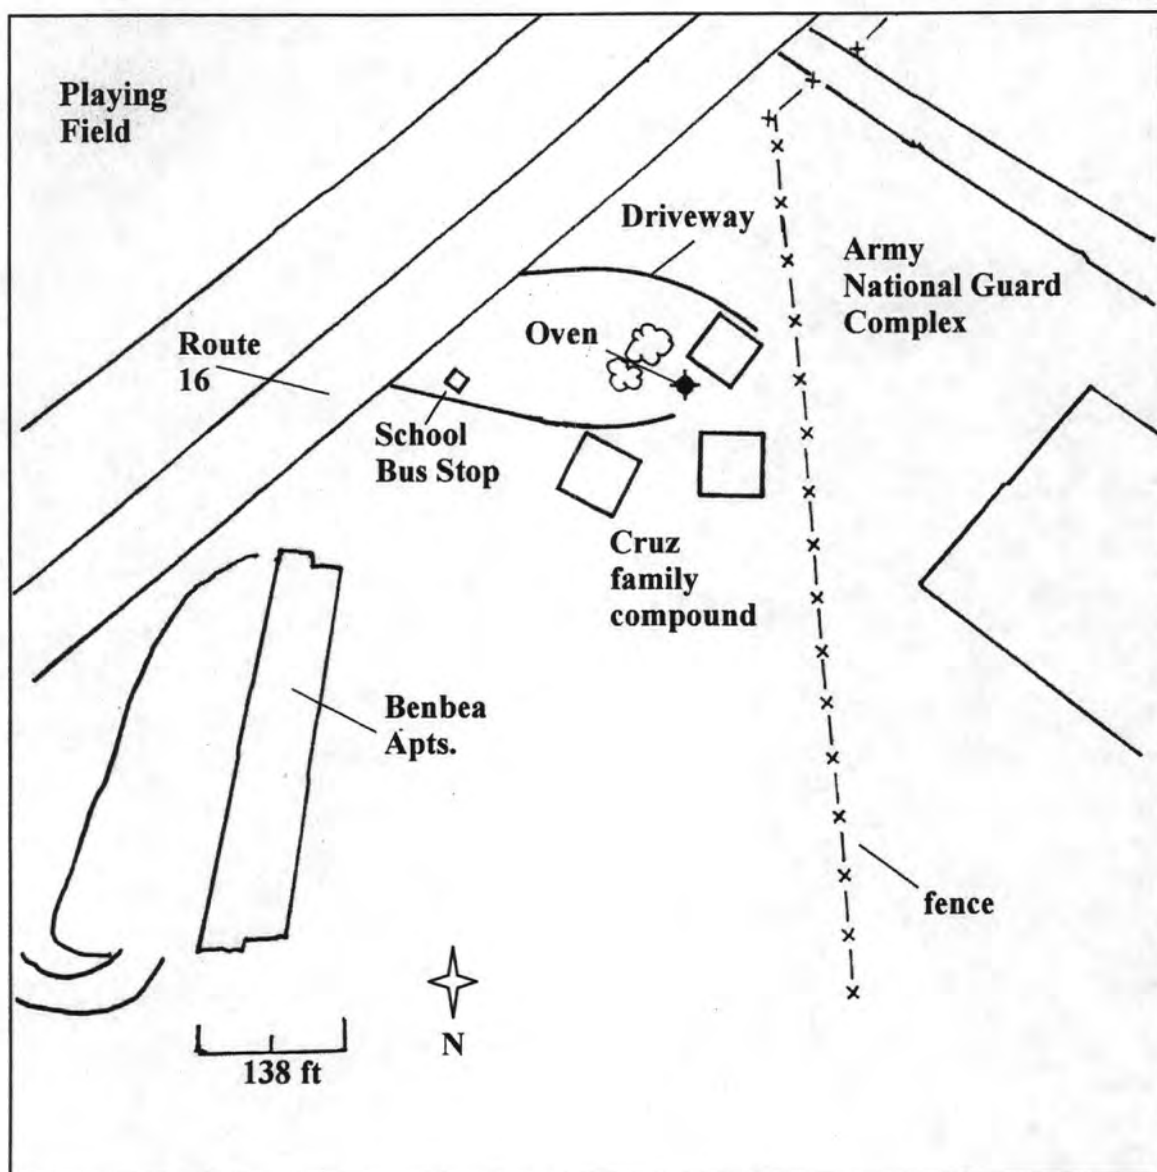 Playing
Field
Driveway
Army
National Guard
Complex
Oven
Route
16
School
Bus Stop
Cruz
family
compound
Benbea
Apts.
fence
N
138 ft